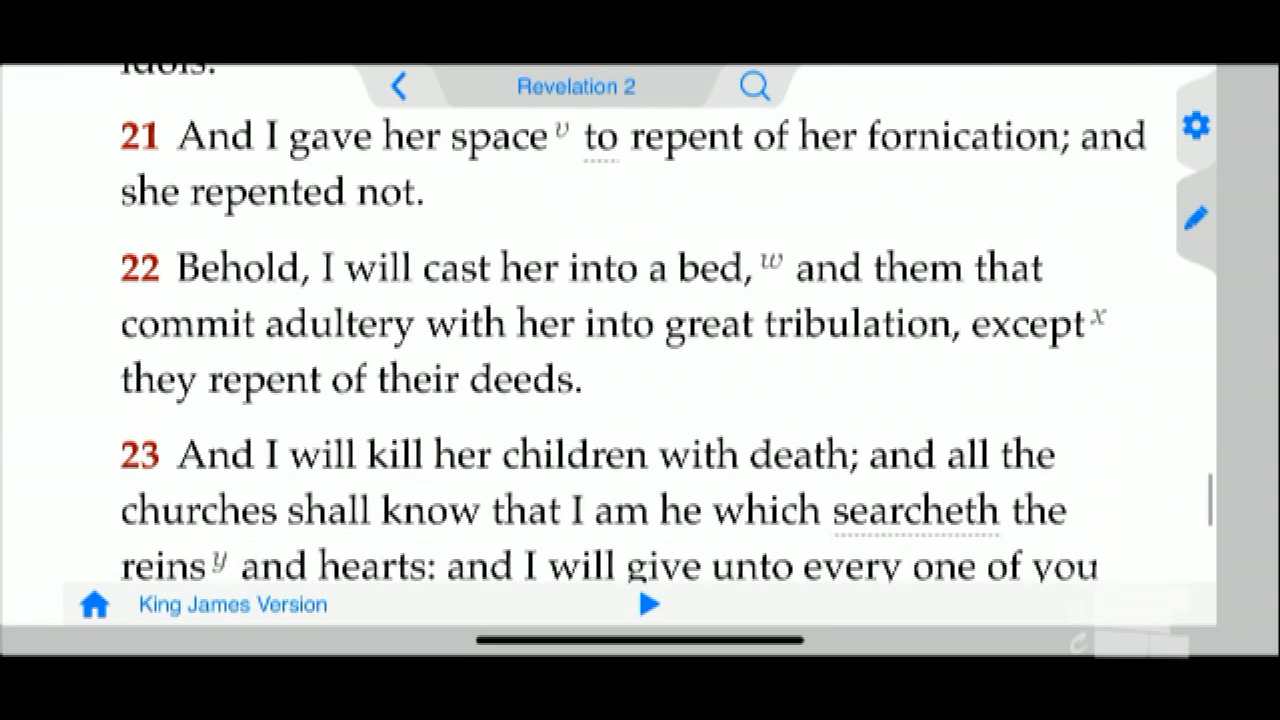 idols.
Revelation 2
21 And I gave her space v to repent of her fornication; and
she repented not.
22 Behold, I will cast her into a bed, w and them that
commit adultery with her into great tribulation, except x
they repent of their deeds.
23 And I will kill her children with death; and all the
churches shall know that I am he which searcheth the
reins y and hearts: and I will give unto every one of you
King James Version